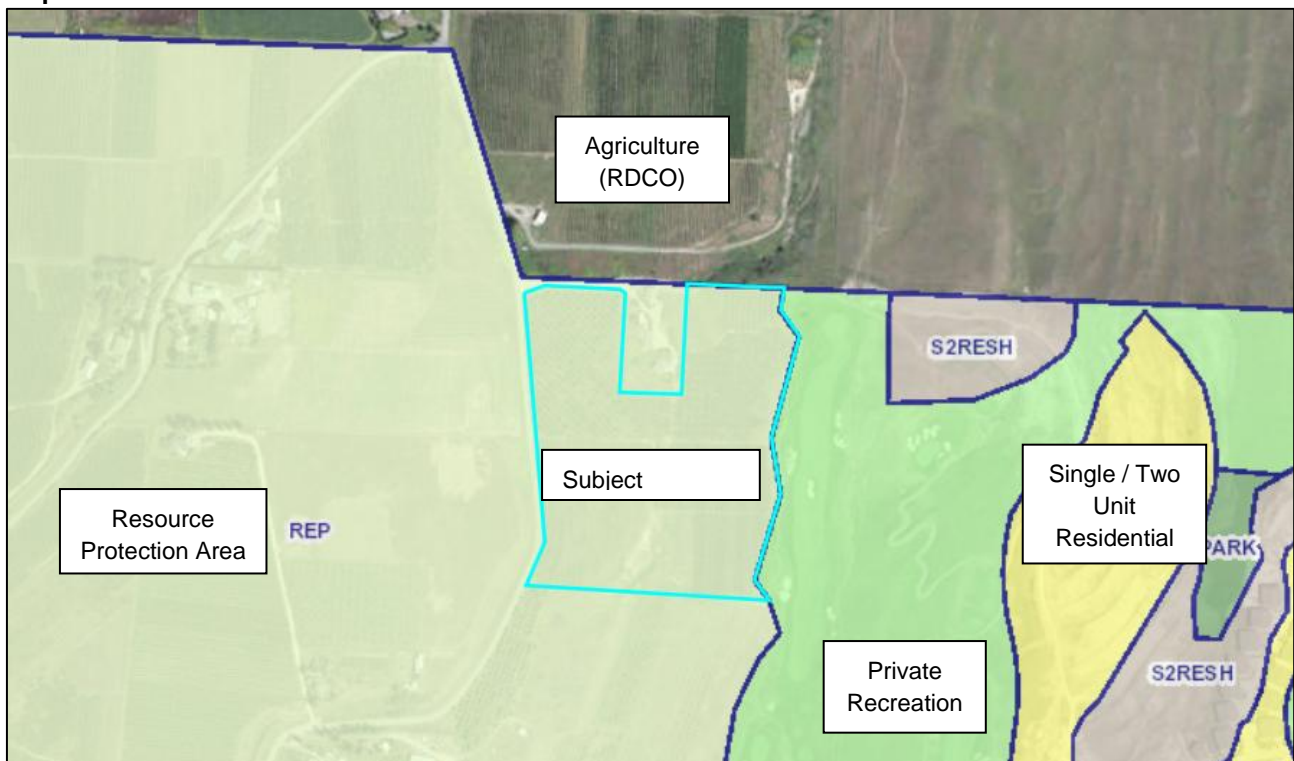 Agriculture
(RDCO)
S2RESH
Subject
Single / Two
Unit
Residential
Resource
Protection Area
REP
PARK
Private
Recreation
S2RESH